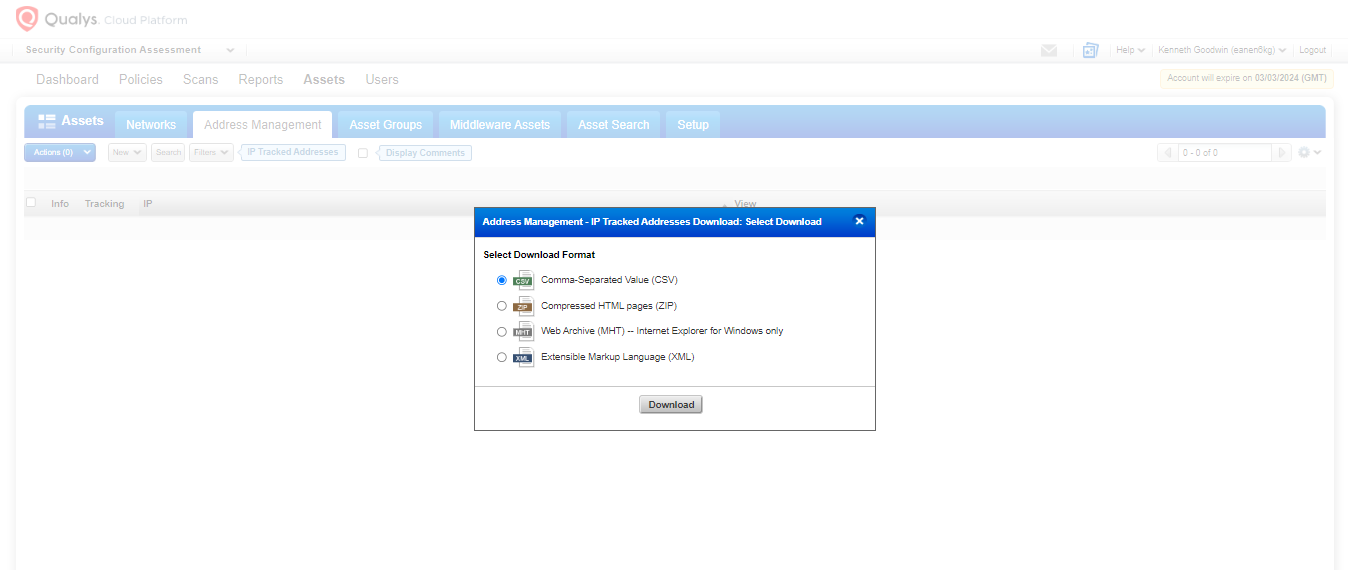 Qualys. Cloud Platform
Security Configuration Assessment
Help
Kenneth Goodwin
Logout
Dashboard Policies Scans Reports Assets Users
Account will expire on 03/03/2024 (GMT)
Assets Networks Address Management Asset Groups Middleware Assets Asset Search Setup
Actions (0) New Search Filters IP Tracked Addresses Display Comments 0 - 0 of 0
Info Tracking IP View
Address Management - IP Tracked Addresses Download: Select Download
Select Download Format
CSV Comma-Separated Value (CSV)
ZIP Compressed HTML pages (ZIP)
MHT Web Archive (MHT) -- Internet Explorer for Windows only
XML Extensible Markup Language (XML)
Download